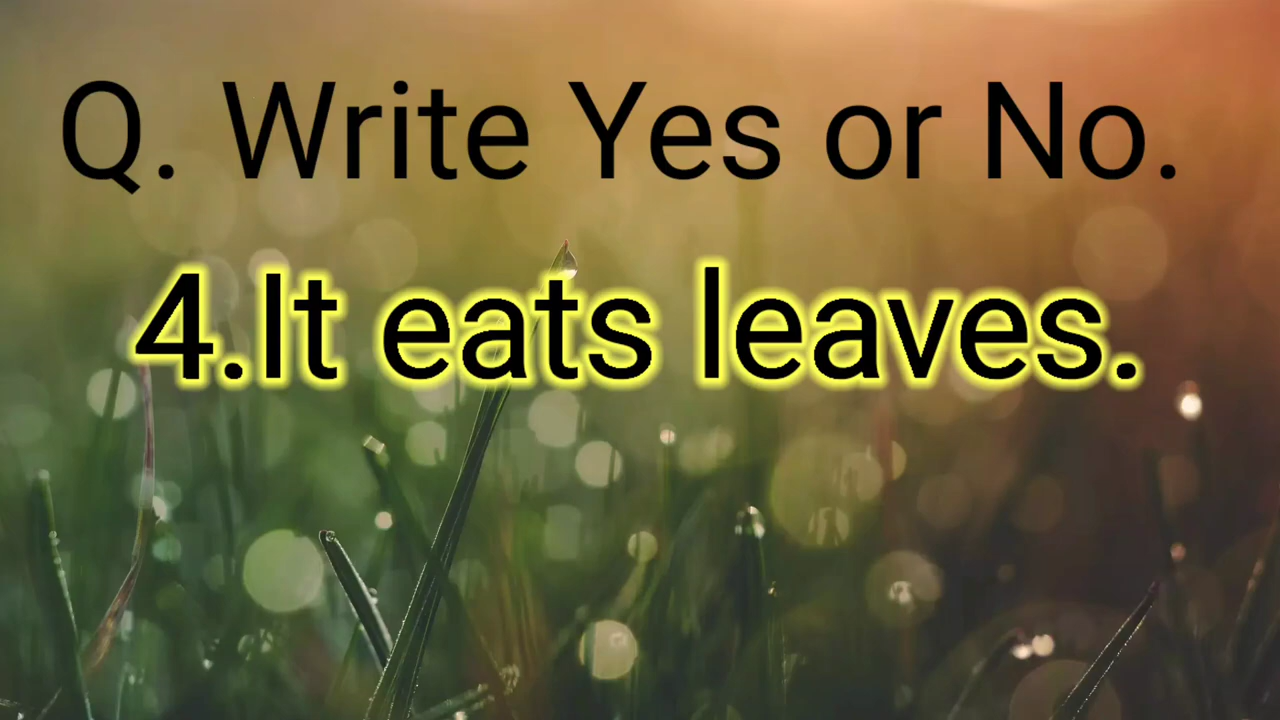 Q. Write Yes or No.
4.It eats leaves.